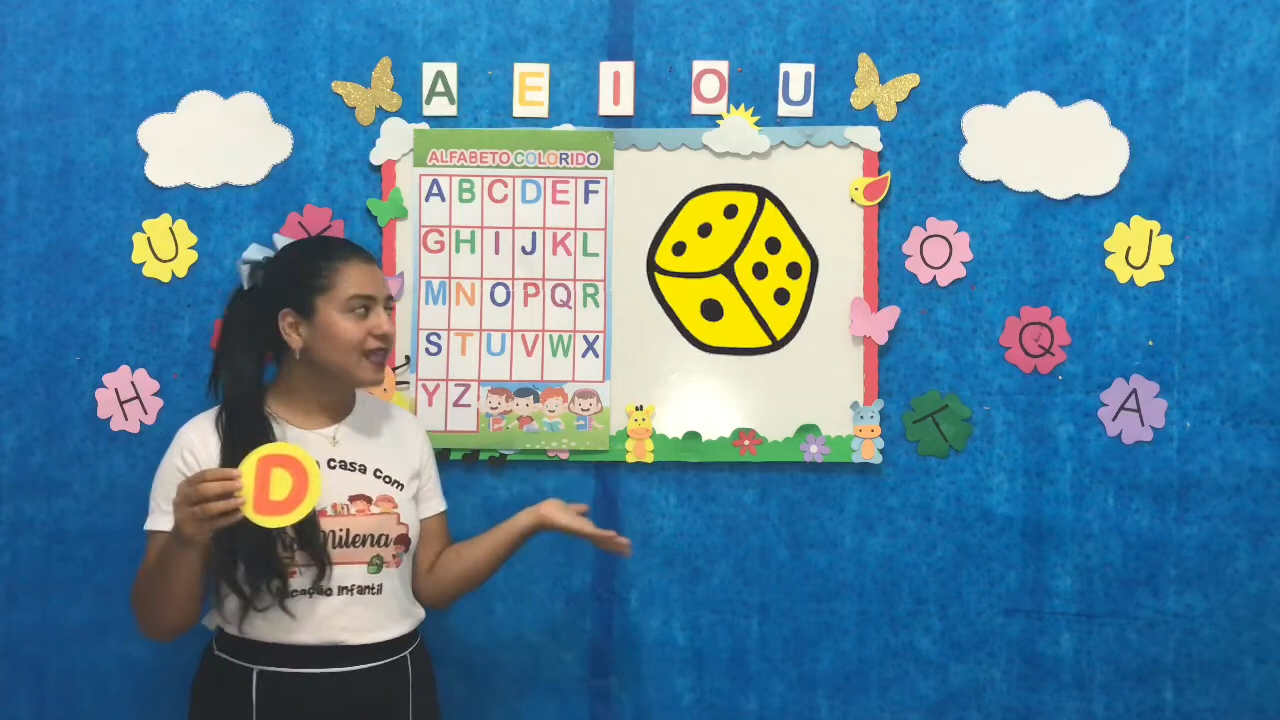 A E I O U
ALFABETO COLORIDO
A B C D E F
G H I J K L
M N O P Q R
S T U V W X
Y Z
U
O
J
Q
H
T
A
D
casa com
Milena
Infantil